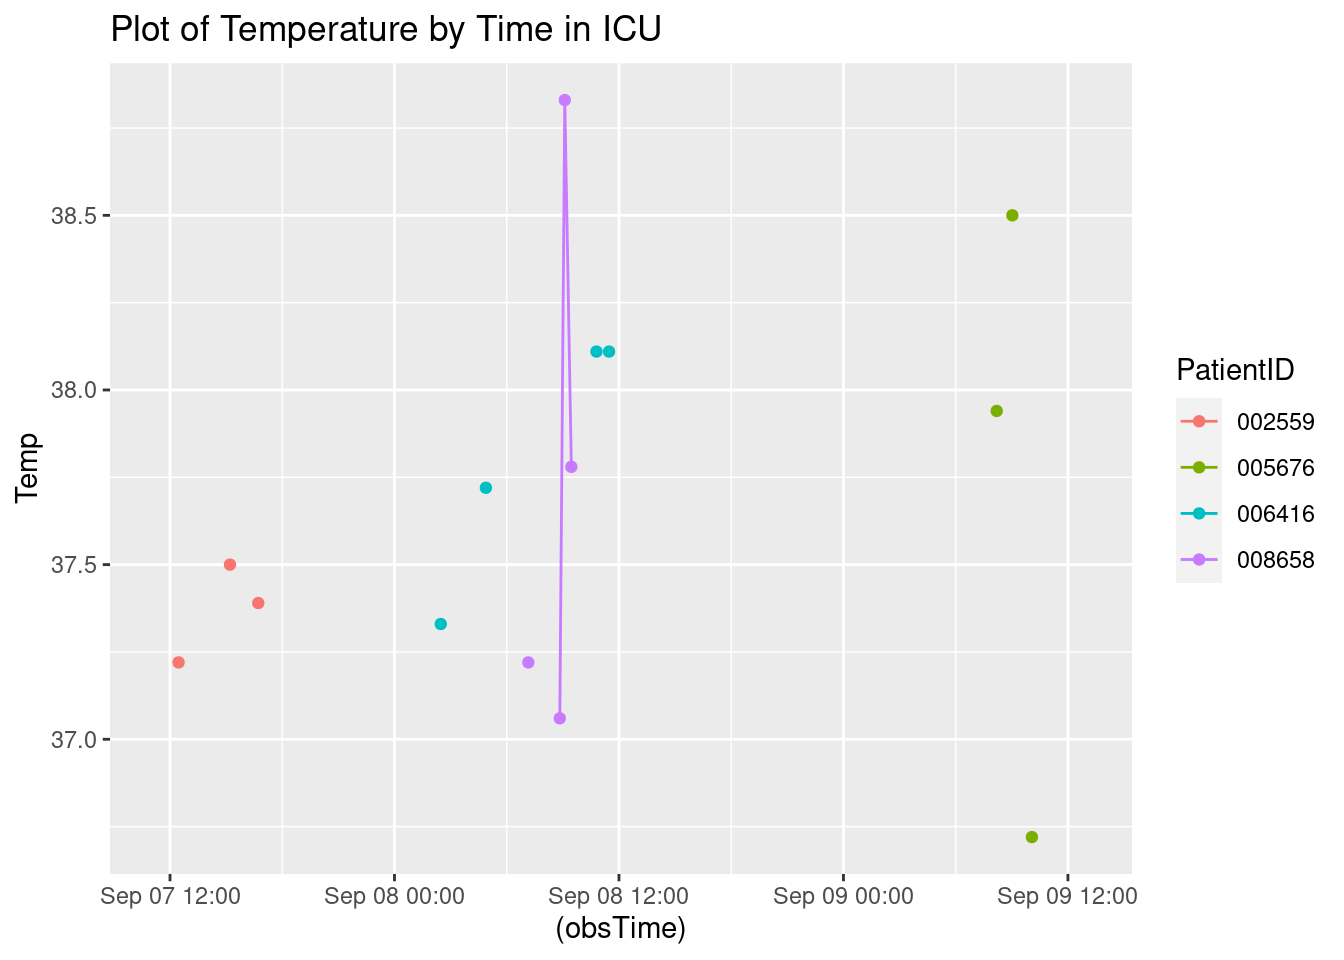 Plot of Temperature by Time in ICU
38.5
38.0
37.5
37.0
Temp
Sep 07 12:00
Sep 08 00:00
Sep 08 12:00
Sep 09 00:00
Sep 09 12:00
(obsTime)
PatientID
002559
005676
006416
008658